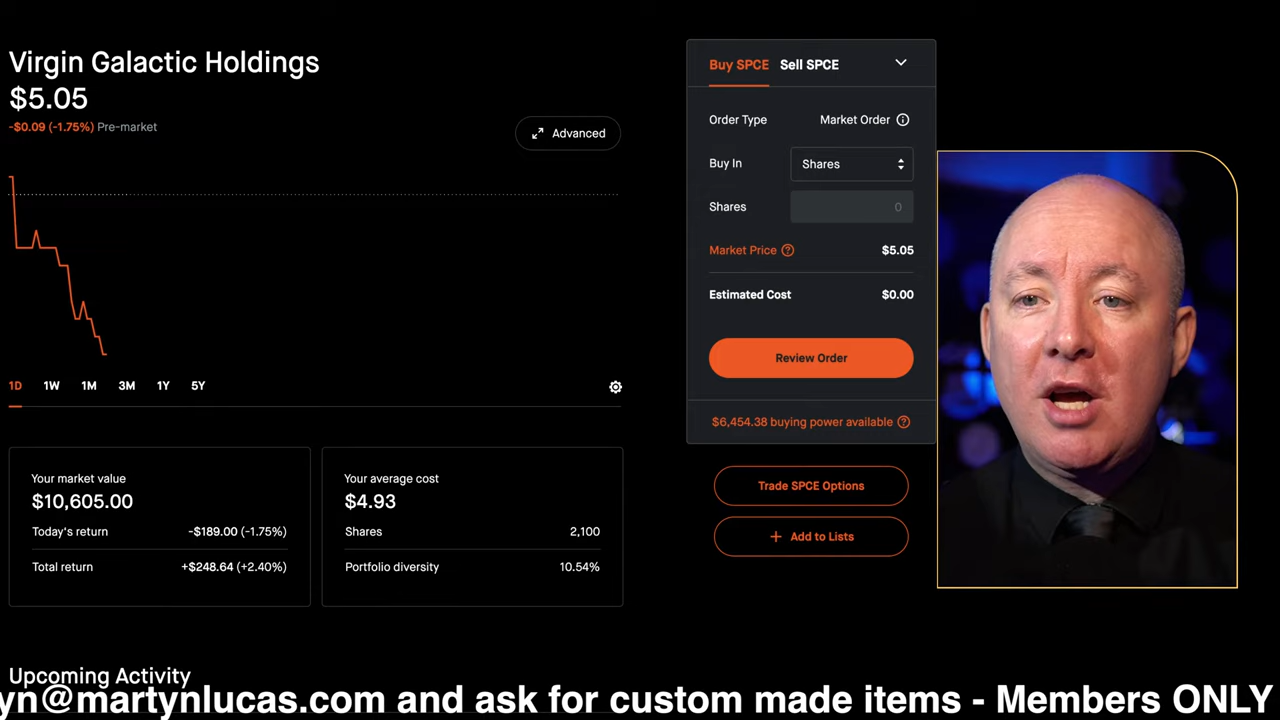 Virgin Galactic Holdings
$5.05
-$0.09 (-1.75%) Pre-market
Advanced
1D 1W 1M 3M 1Y 5Y
Your market value
$10,605.00
Today's return -$189.00 (-1.75%)
Total return +$248.64 (+2.40%)
Your average cost
$4.93
Shares 2,100
Portfolio diversity 10.54%
Buy SPCE Sell SPCE
Order Type Market Order
Buy In Shares
Shares 0
Market Price $5.05
Estimated Cost $0.00
Review Order
$6,454.38 buying power available
Trade SPCE Options
+ Add to Lists
Upcoming Activity
yn@martynlucas.com and ask for custom made items - Members ONLY